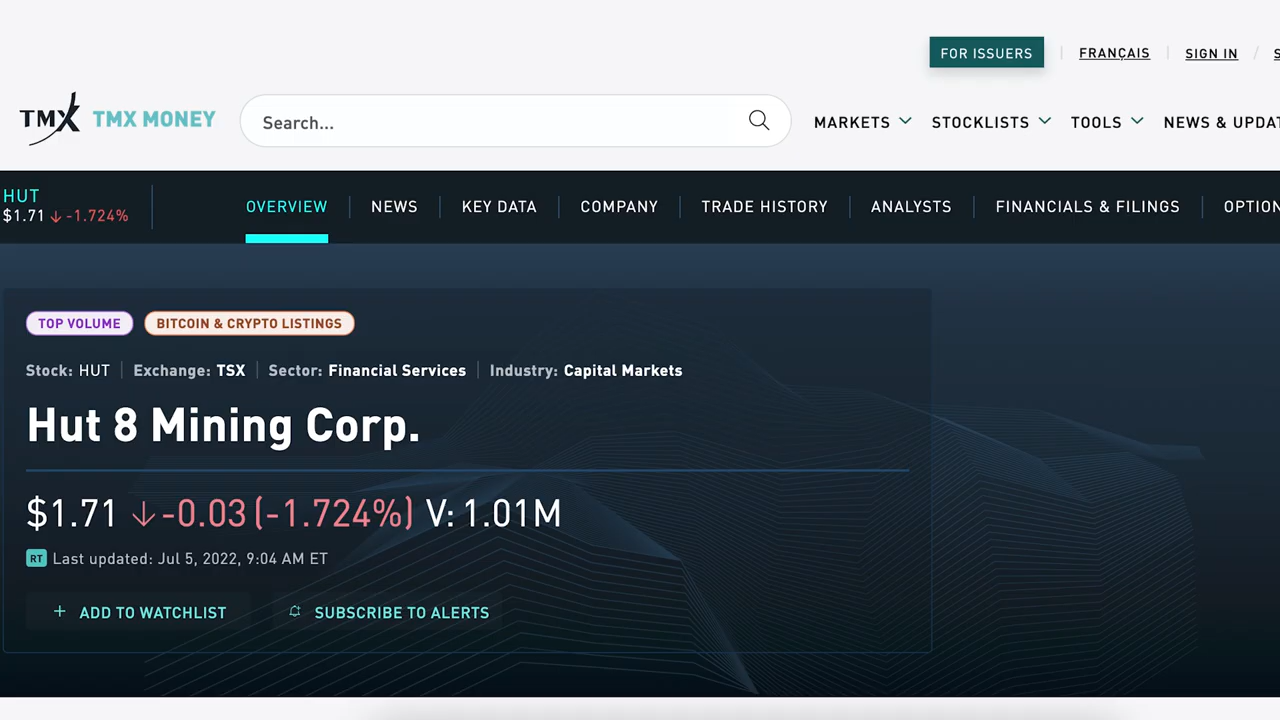 FOR ISSUERS FRANÇAIS SIGN IN / S
TMX TMX MONEY Search... MARKETS STOCKLISTS TOOLS NEWS & UPDAT
HUT
$1.71 ↓ -1.724%
OVERVIEW NEWS KEY DATA COMPANY TRADE HISTORY ANALYSTS FINANCIALS & FILINGS OPTION
TOP VOLUME BITCOIN & CRYPTO LISTINGS
Stock: HUT | Exchange: TSX | Sector: Financial Services | Industry: Capital Markets
Hut 8 Mining Corp.
$1.71 ↓ -0.03 (-1.724%) V: 1.01M
RT Last updated: Jul 5, 2022, 9:04 AM ET
+ ADD TO WATCHLIST SUBSCRIBE TO ALERTS